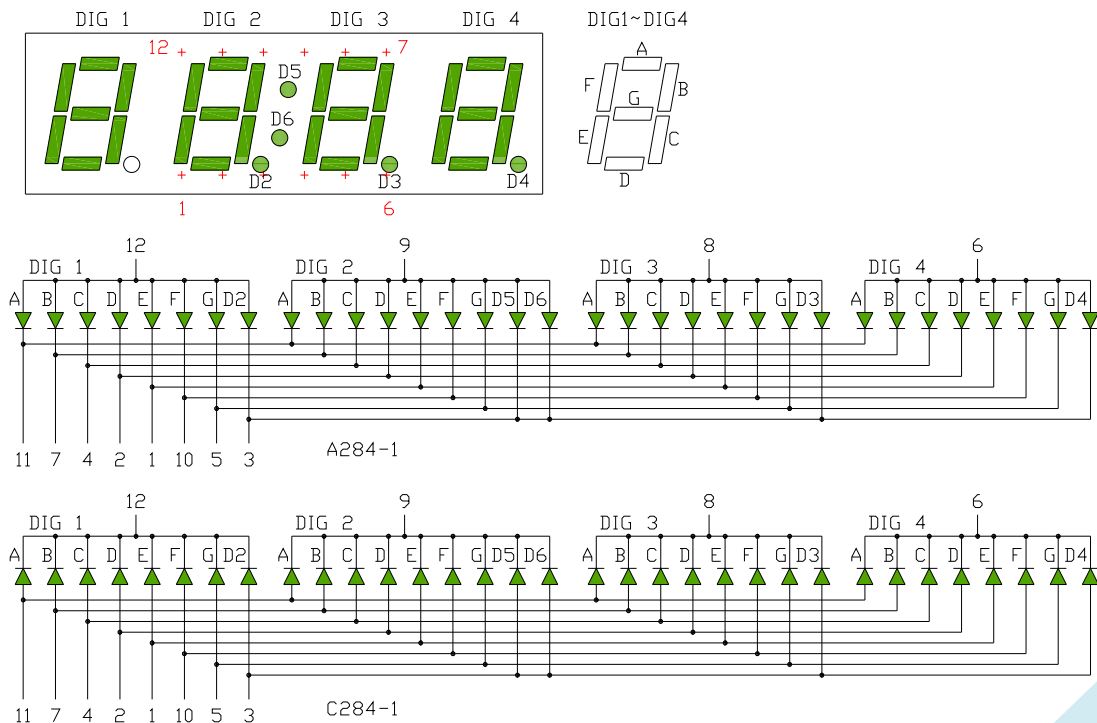 DIG 1 DIG 2 DIG 3 DIG 4 DIG1~DIG4
12 7
A
D5
F B
G
D6
E C
D2 D3 D4 D
1 6
12 9 8 6
DIG 1 DIG 2 DIG 3 DIG 4
A B C D E F G D2 A B C D E F G D5 D6 A B C D E F G D3 A B C D E F G D4
11 7 4 2 1 10 5 3
A284-1
12 9 8 6
DIG 1 DIG 2 DIG 3 DIG 4
A B C D E F G D2 A B C D E F G D5 D6 A B C D E F G D3 A B C D E F G D4
11 7 4 2 1 10 5 3
C284-1